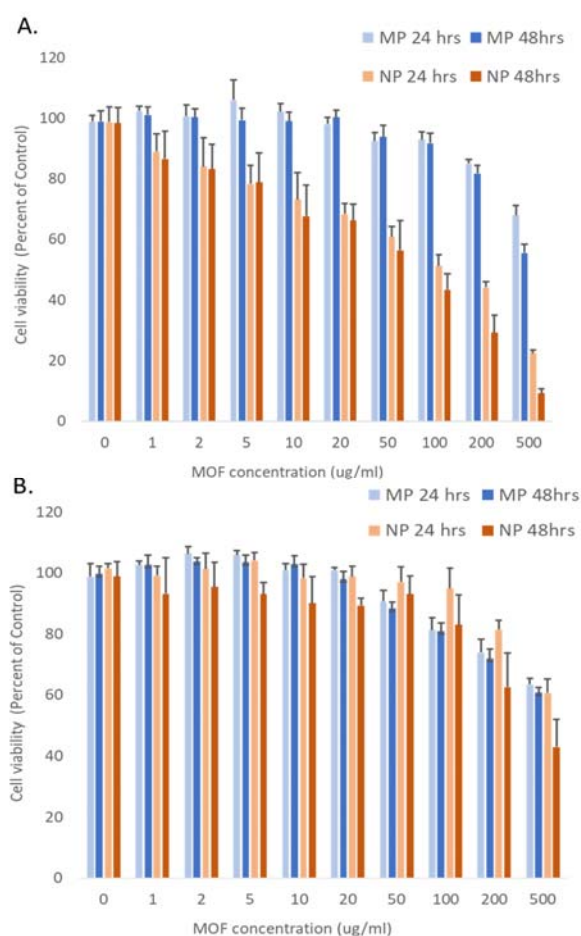 A.
MP 24 hrs MP 48hrs
NP 24 hrs NP 48hrs
120
100
80
60
40
20
0
Cell viability (Percent of Control)
0 1 2 5 10 20 50 100 200 500
MOF concentration (ug/ml)
B.
MP 24 hrs MP 48hrs
NP 24 hrs NP 48hrs
120
100
80
60
40
20
0
Cell viability (Percent of Control)
0 1 2 5 10 20 50 100 200 500
MOF concentration (ug/ml)